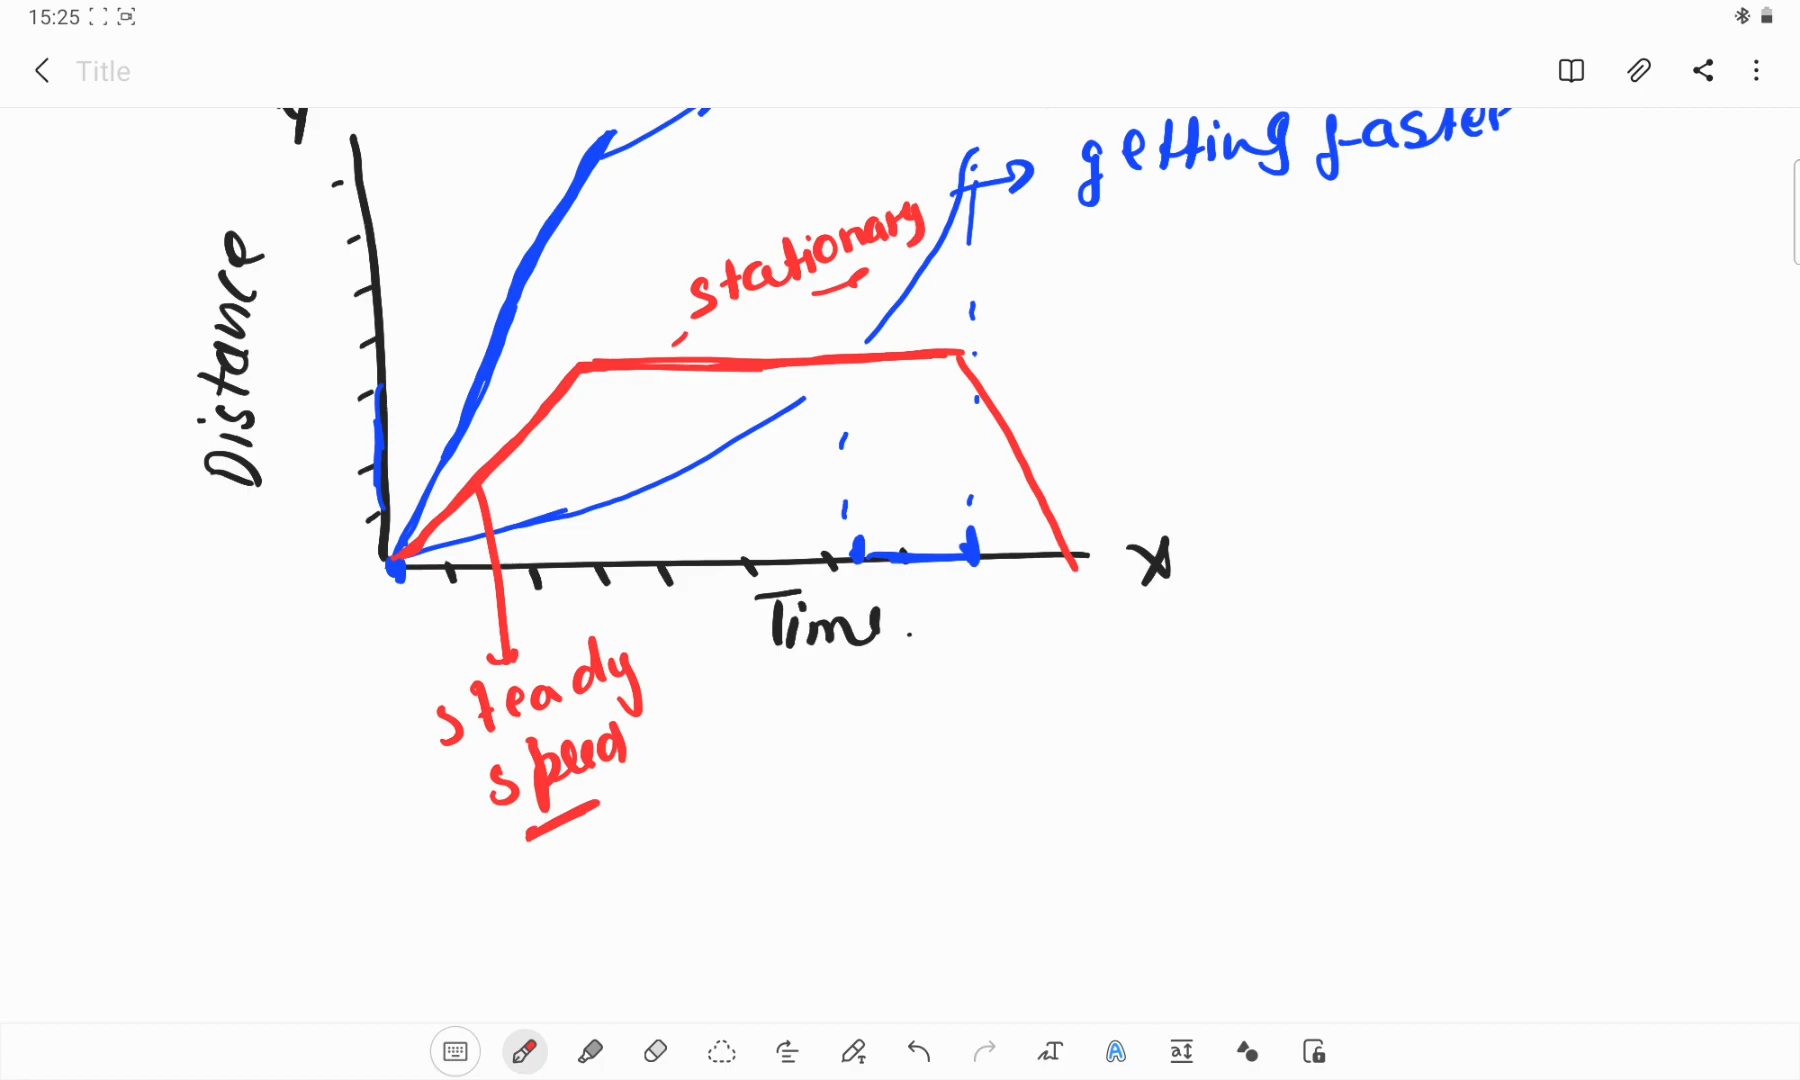 15:25
Title
y
getting faster
stationary
Distance
x
Time.
steady
speed